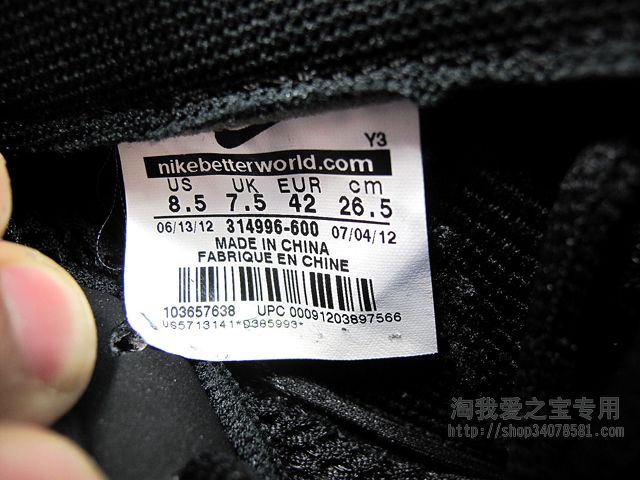 Y3
nikebetterworld.com
US UK EUR cm
8.5 7.5 42 26.5
06/13/12 314996-600 07/04/12
MADE IN CHINA
FABRIQUE EN CHINE
103657638 UPC 00091203897566
VS5713141*D385993*
淘我爱之宝专用
http://shop34078581.com